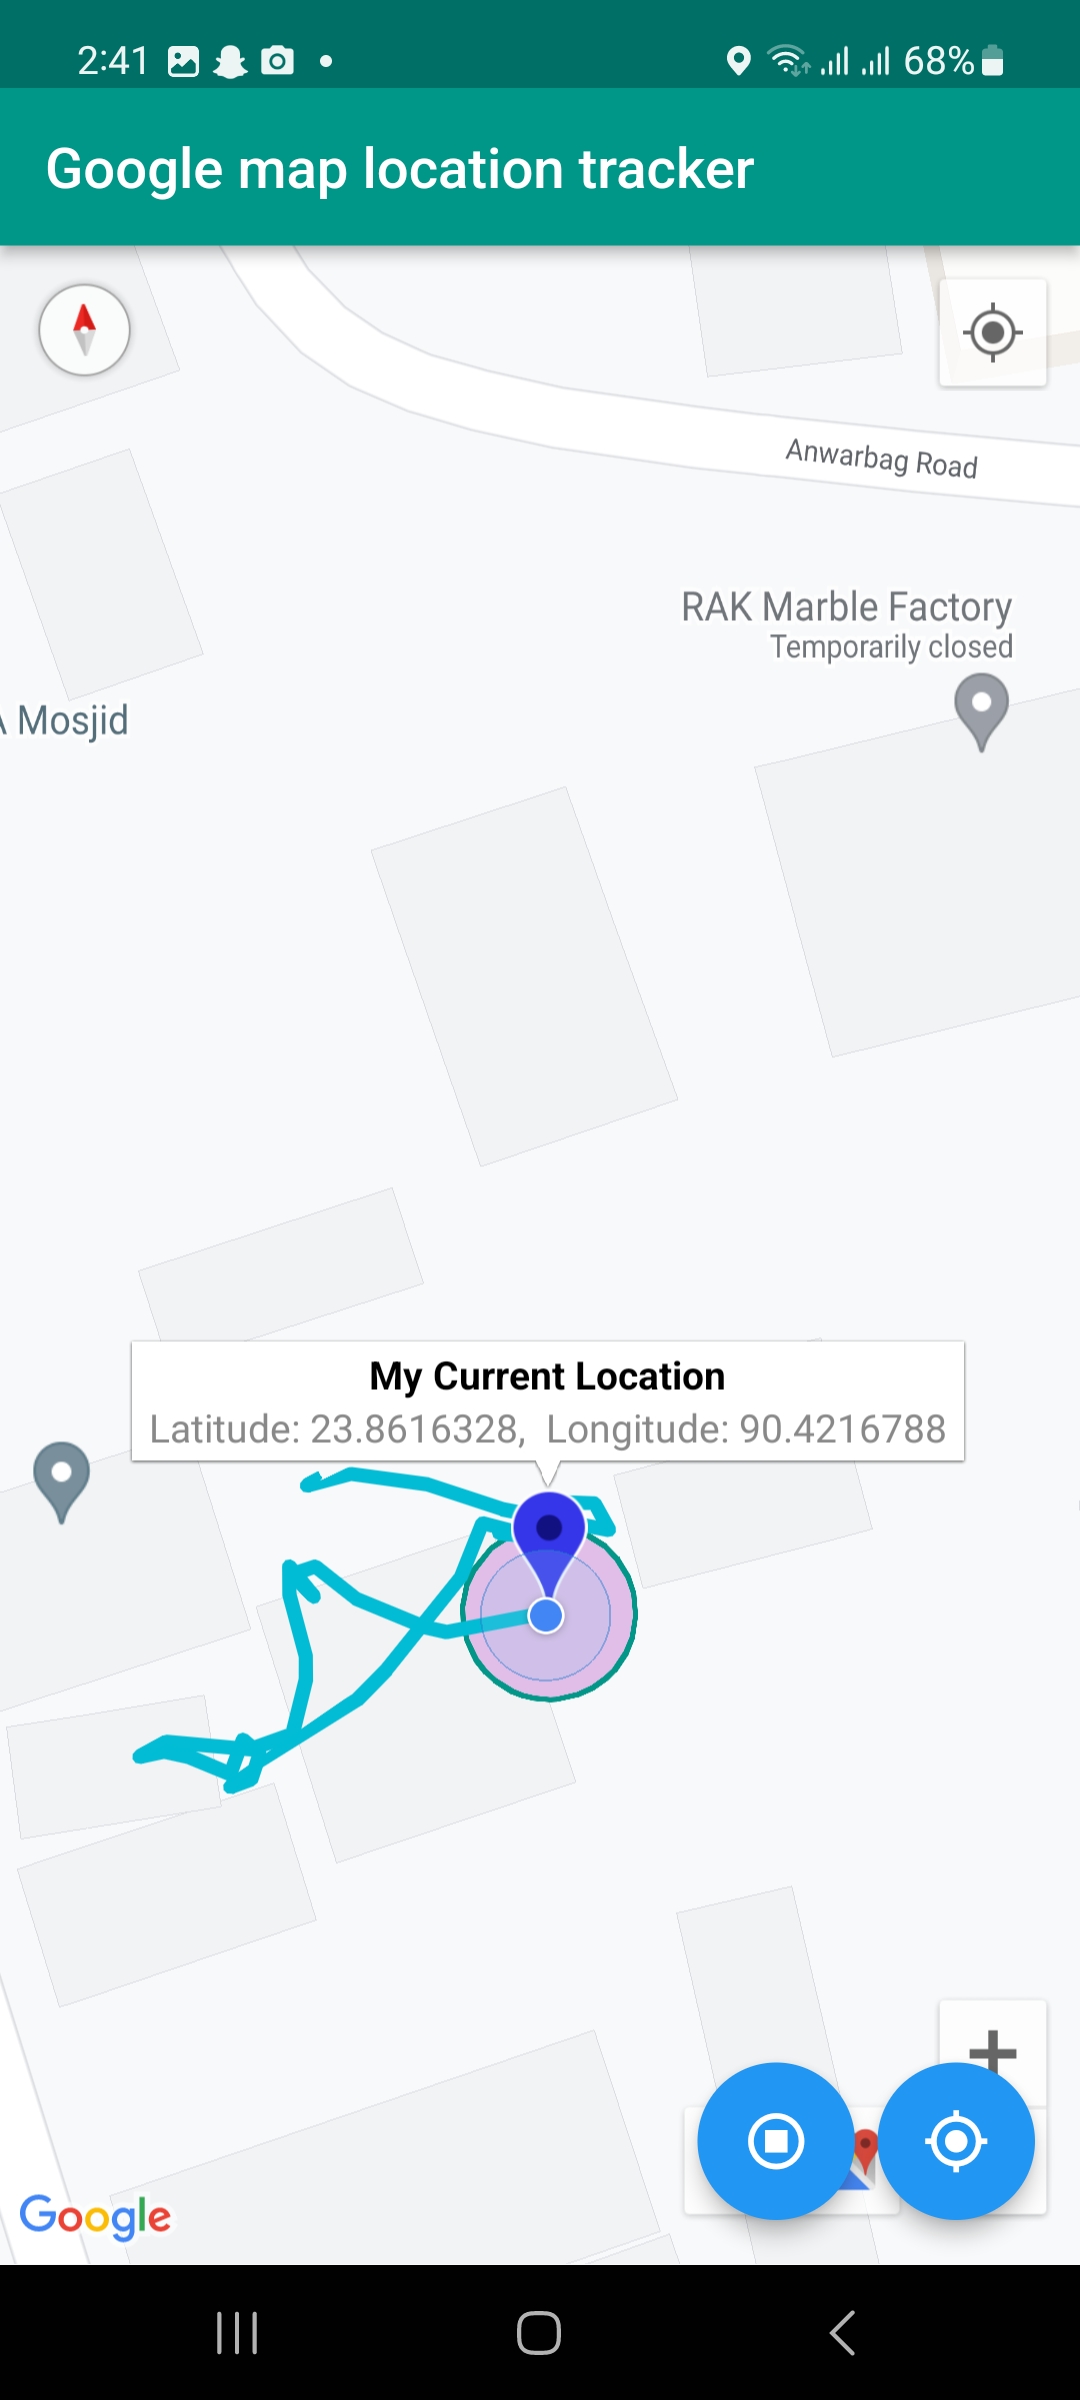 2:41
68%
Google map location tracker
Anwarbag Road
RAK Marble Factory
Temporarily closed
Mosjid
My Current Location
Latitude: 23.8616328, Longitude: 90.4216788
Google